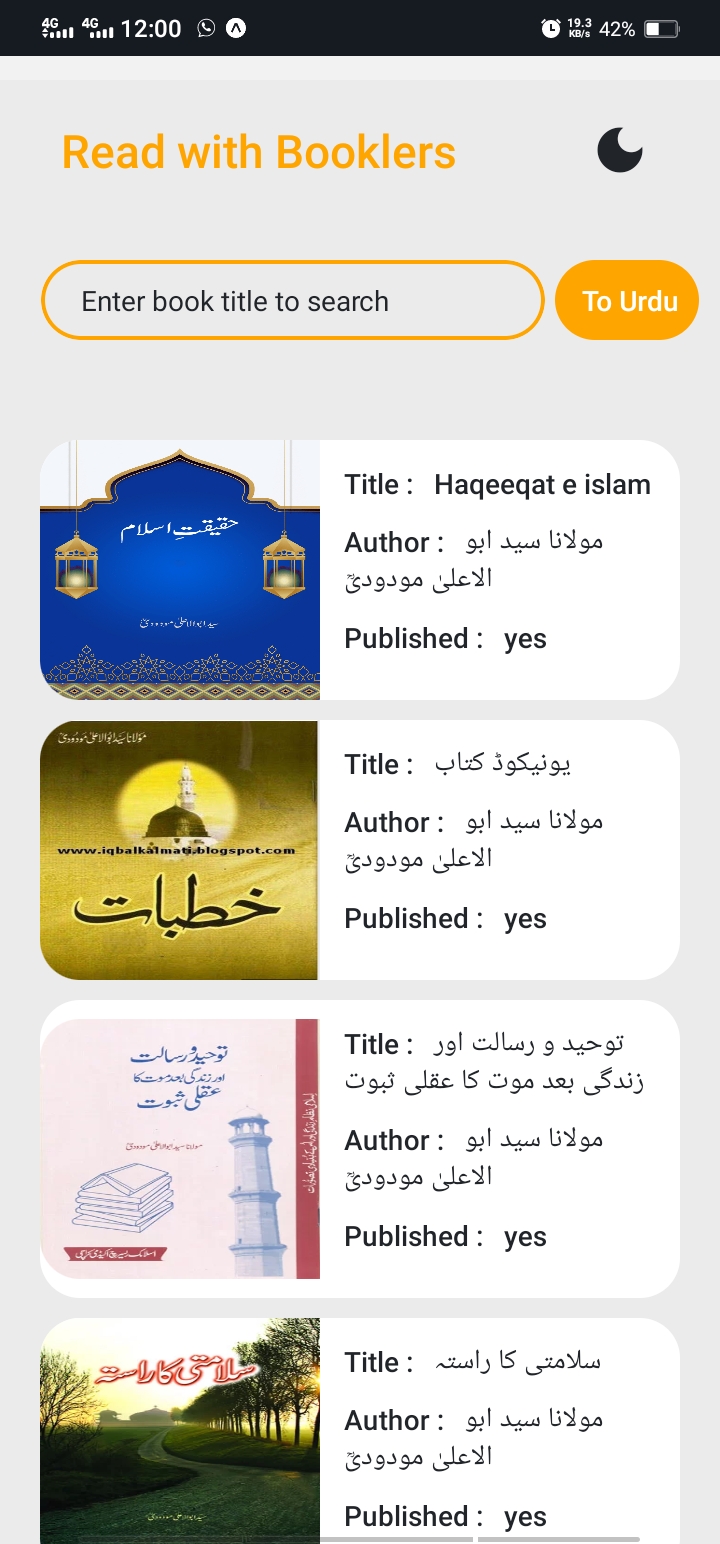 4G 4G 12:00 19.3 KB/s 42%
Read with Booklers
Enter book title to search
To Urdu
حقیقتِ اسلام
سید ابوالاعلیٰ مودودیؒ
Title : Haqeeqat e islam
Author : مولانا سید ابو
الاعلیٰ مودودیؒ
Published : yes
مولانا سید ابوالاعلیٰ مودودیؒ
www.iqbalkalmati.blogspot.com
خطبات
Title : یونیکوڈ کتاب
Author : مولانا سید ابو
الاعلیٰ مودودیؒ
Published : yes
توحید و رسالت
اور زندگی بعد موت کا
عقلی ثبوت
مولانا سید ابوالاعلیٰ مودودیؒ
اسلامک ریسرچ اکیڈمی کراچی
Title : توحید و رسالت اور
زندگی بعد موت کا عقلی ثبوت
Author : مولانا سید ابو
الاعلیٰ مودودیؒ
Published : yes
سلامتی کا راستہ
سید ابوالاعلیٰ مودودیؒ
Title : سلامتی کا راستہ
Author : مولانا سید ابو
الاعلیٰ مودودیؒ
Published : yes